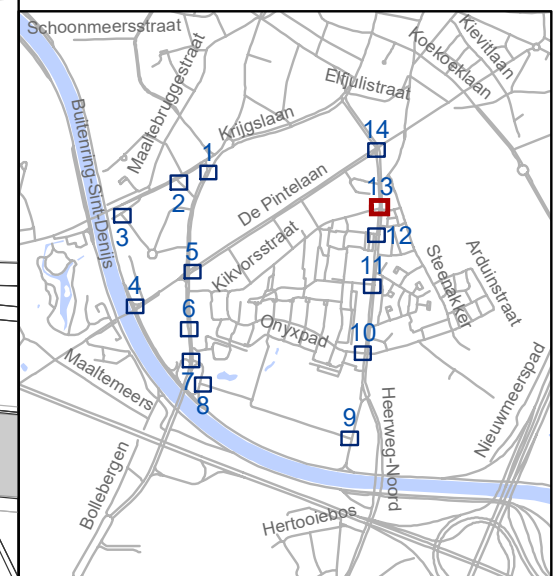 Schoonmeersstraat
Kievitlaan
Koekoeklaan
Maaltebruggestraat
Elfjulistraat
Krijgslaan
Buitenring-Sint-Denijs
14
1
De Pintelaan
2
13
3
12
Kikvorsstraat
Steenakker
Arduinstraat
5
11
4
6
Onyxpad
10
Maaltemeers
7
8
Nieuwmeerspad
Heerweg-Noord
9
Bollebergen
Hertooiebos